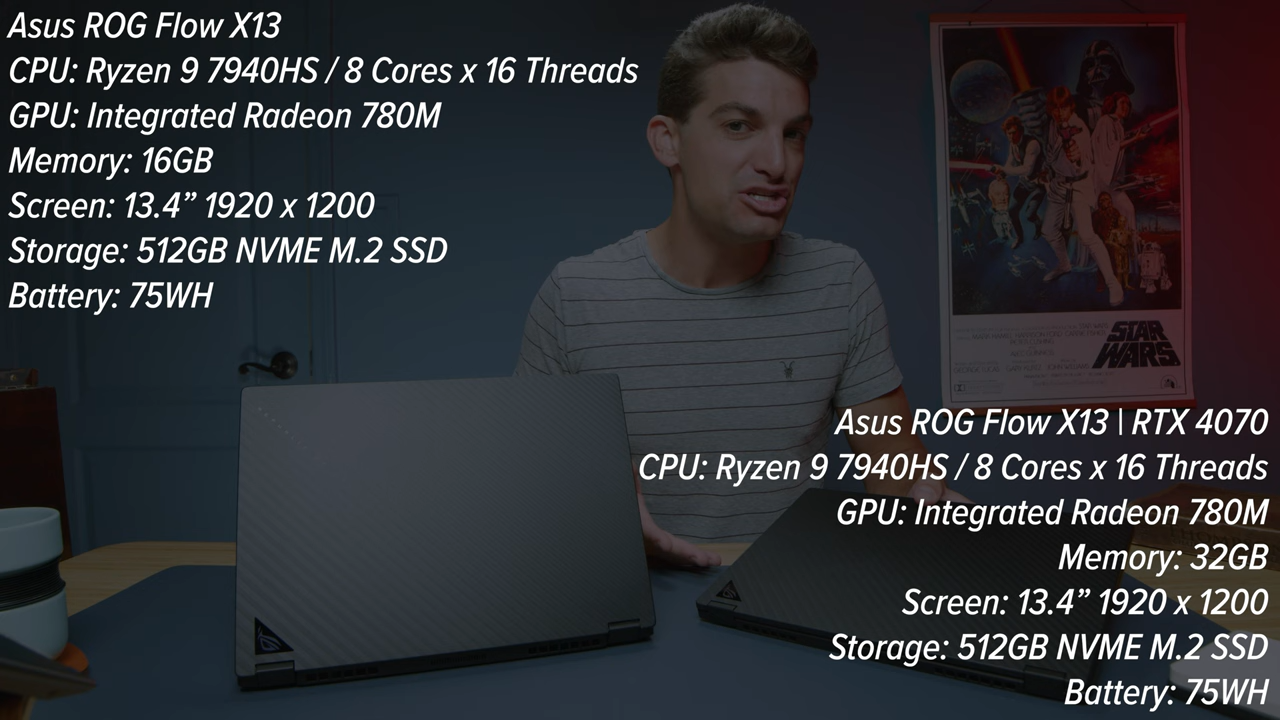 Asus ROG Flow X13
CPU: Ryzen 9 7940HS / 8 Cores x 16 Threads
GPU: Integrated Radeon 780M
Memory: 16GB
Screen: 13.4” 1920 x 1200
Storage: 512GB NVME M.2 SSD
Battery: 75WH
STAR
WARS
Asus ROG Flow X13 | RTX 4070
CPU: Ryzen 9 7940HS / 8 Cores x 16 Threads
GPU: Integrated Radeon 780M
Memory: 32GB
Screen: 13.4” 1920 x 1200
Storage: 512GB NVME M.2 SSD
Battery: 75WH